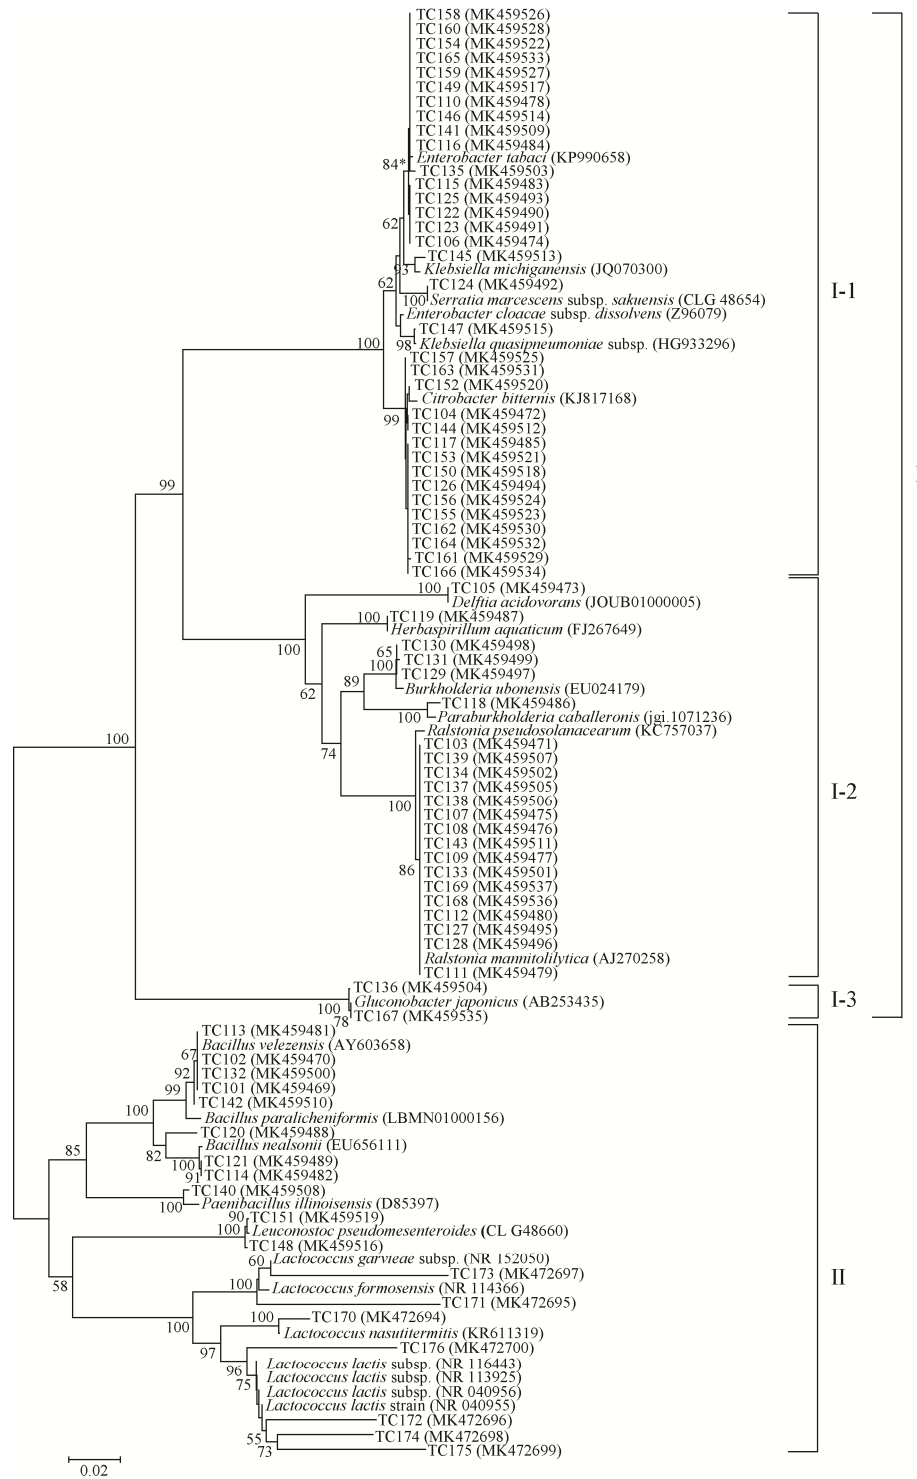 TC158 (MK459526)
TC160 (MK459528)
TC154 (MK459522)
TC165 (MK459533)
TC159 (MK459527)
TC149 (MK459517)
TC110 (MK459478)
TC146 (MK459514)
TC141 (MK459509)
TC116 (MK459484)
Enterobacter tabaci (KP990658)
84*
TC135 (MK459503)
TC115 (MK459483)
TC125 (MK459493)
TC122 (MK459490)
62
TC123 (MK459491)
TC106 (MK459474)
TC145 (MK459513)
93
Klebsiella michiganensis (JQ070300)
62
TC124 (MK459492)
I-1
100
Serratia marcescens subsp. sakuensis (CLG 48654)
Enterobacter cloacae subsp. dissolvens (Z96079)
TC147 (MK459515)
100
98
Klebsiella quasipneumoniae subsp. (HG933296)
TC157 (MK459525)
TC163 (MK459531)
TC152 (MK459520)
Citrobacter bitternis (KJ817168)
TC104 (MK459472)
99
TC144 (MK459512)
TC117 (MK459485)
TC153 (MK459521)
TC150 (MK459518)
99
TC126 (MK459494)
TC156 (MK459524)
TC155 (MK459523)
TC162 (MK459530)
TC164 (MK459532)
TC161 (MK459529)
TC166 (MK459534)
100
TC105 (MK459473)
Delftia acidovorans (JOUB01000005)
100
TC119 (MK459487)
Herbaspirillum aquaticum (FJ267649)
100
TC130 (MK459498)
65
TC131 (MK459499)
100
TC129 (MK459497)
62
89
Burkholderia ubonensis (EU024179)
TC118 (MK459486)
100
Paraburkholderia caballeronis (jgi.1071236)
Ralstonia pseudosolanacearum (KC757037)
100
TC103 (MK459471)
74
TC139 (MK459507)
TC134 (MK459502)
TC137 (MK459505)
I-2
100
TC138 (MK459506)
TC107 (MK459475)
TC108 (MK459476)
TC143 (MK459511)
TC109 (MK459477)
86
TC133 (MK459501)
TC169 (MK459537)
TC168 (MK459536)
TC112 (MK459480)
TC127 (MK459495)
TC128 (MK459496)
Ralstonia mannitolilytica (AJ270258)
TC111 (MK459479)
TC136 (MK459504)
100
Gluconobacter japonicus (AB253435)
I-3
78
TC167 (MK459535)
TC113 (MK459481)
Bacillus velezensis (AY603658)
67
TC102 (MK459470)
92
TC132 (MK459500)
99
TC101 (MK459469)
TC142 (MK459510)
100
Bacillus paralicheniformis (LBMN01000156)
TC120 (MK459488)
85
82
Bacillus nealsonii (EU656111)
100
TC121 (MK459489)
91
TC114 (MK459482)
TC140 (MK459508)
100
Paenibacillus illinoisensis (D85397)
90
TC151 (MK459519)
100
Leuconostoc pseudomesenteroides (CL G48660)
TC148 (MK459516)
60
Lactococcus garvieae subsp. (NR 152050)
TC173 (MK472697)
II
58
100
Lactococcus formosensis (NR 114366)
TC171 (MK472695)
100
100
TC170 (MK472694)
Lactococcus nasutitermitis (KR611319)
97
TC176 (MK472700)
96
Lactococcus lactis subsp. (NR 116443)
75
Lactococcus lactis subsp. (NR 113925)
Lactococcus lactis subsp. (NR 040956)
Lactococcus lactis strain (NR 040955)
TC172 (MK472696)
55
TC174 (MK472698)
73
TC175 (MK472699)
0.02